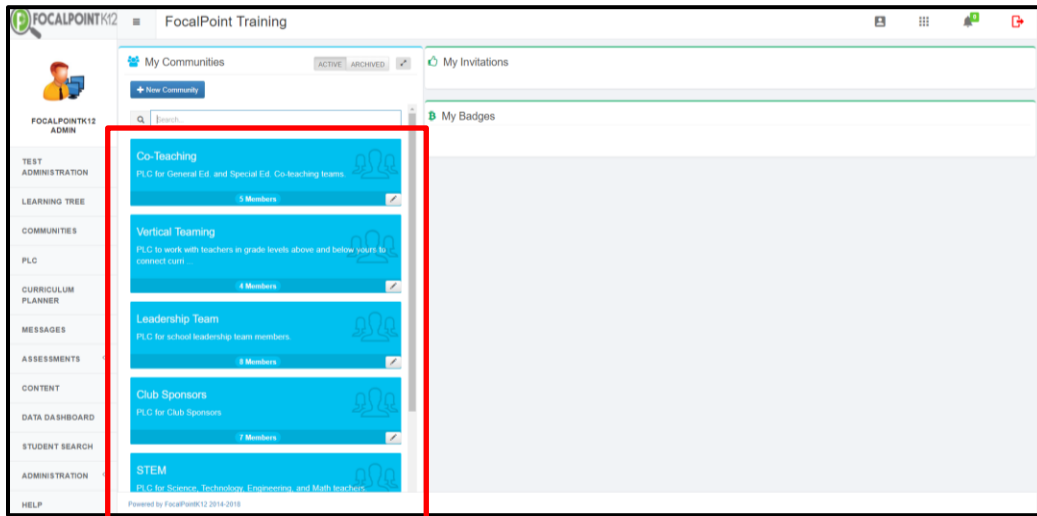 FOCALPOINTK12
FocalPoint Training
0
FOCALPOINTK12
ADMIN
TEST
ADMINISTRATION
LEARNING TREE
COMMUNITIES
PLC
CURRICULUM
PLANNER
MESSAGES
ASSESSMENTS
CONTENT
DATA DASHBOARD
STUDENT SEARCH
ADMINISTRATION
HELP
My Communities
ACTIVE ARCHIVED
+ New Community
Search...
Co-Teaching
PLC for General Ed. and Special Ed. Co-teaching teams.
5 Members
Vertical Teaming
PLC to work with teachers in grade levels above and below yours to
connect curri ...
4 Members
Leadership Team
PLC for school leadership team members.
8 Members
Club Sponsors
PLC for Club Sponsors
7 Members
STEM
PLC for Science, Technology, Engineering, and Math teachers.
Powered by FocalPointK12 2014-2018
My Invitations
My Badges